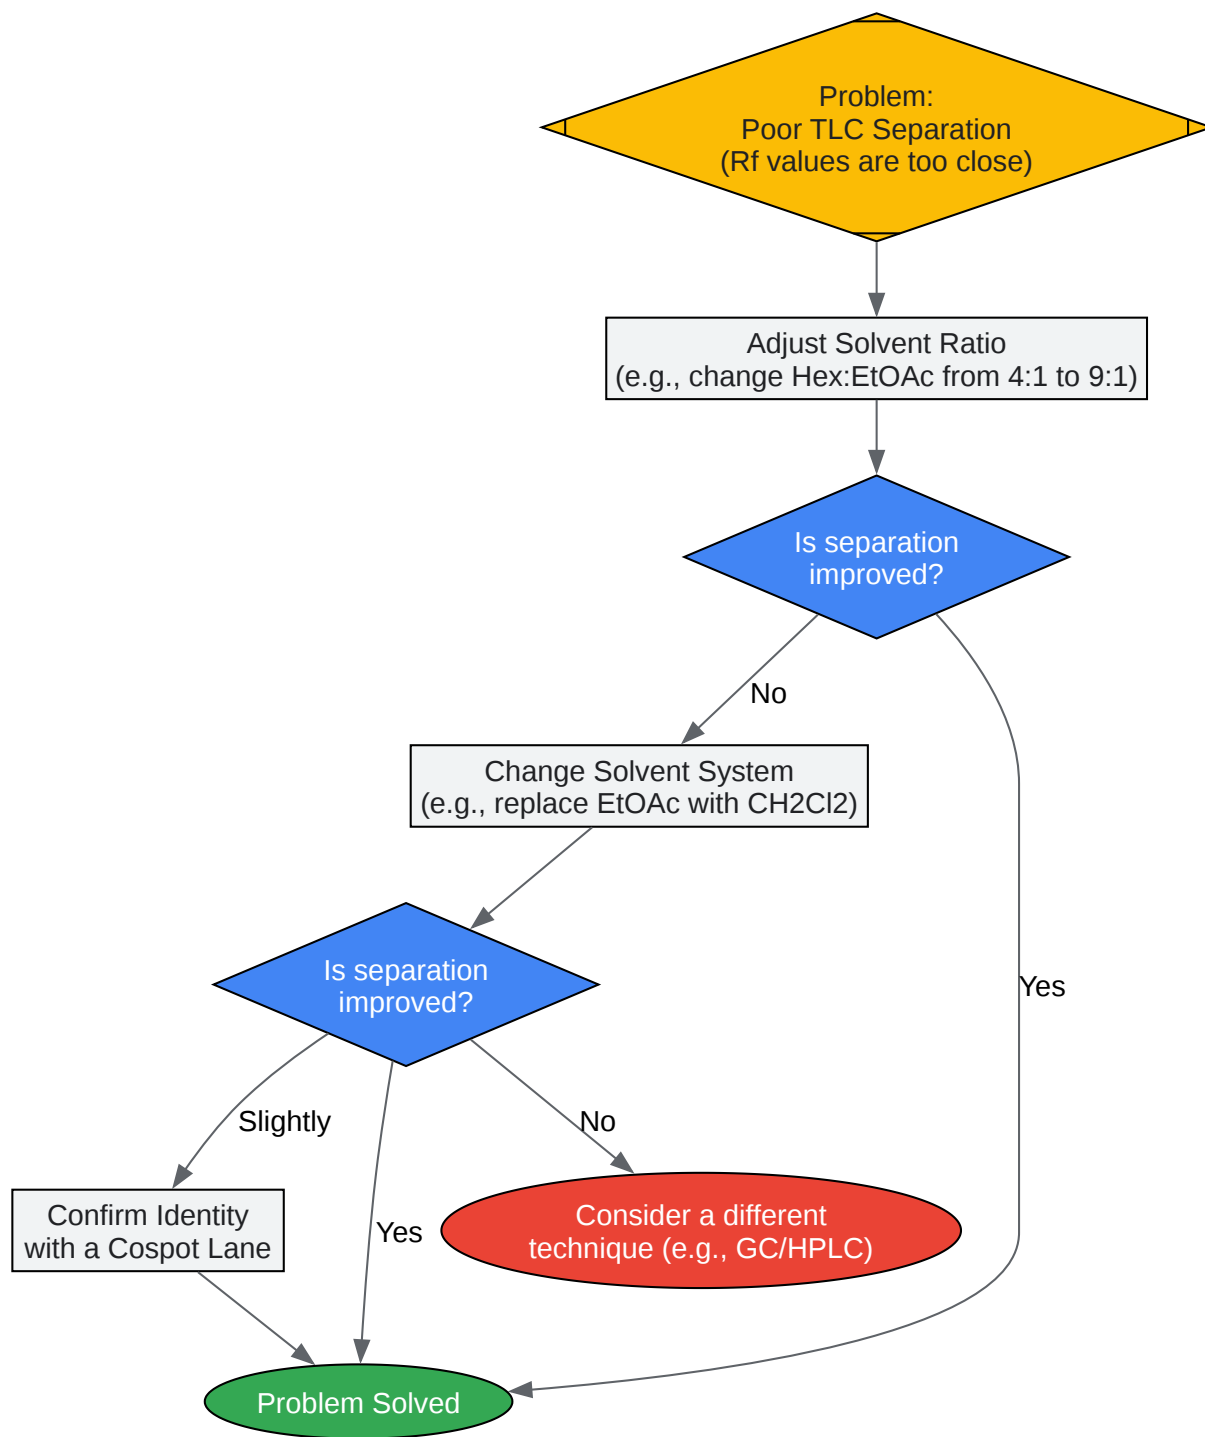 Problem:
Poor TLC Separation
(Rf values are too close)
Adjust Solvent Ratio
(e.g., change Hex:EtOAc from 4:1 to 9:1)
Is separation
improved?
No
Change Solvent System
(e.g., replace EtOAc with CH2Cl2)
Is separation
improved?
Yes
Slightly
No
Confirm Identity
with a Cospot Lane
Yes
Consider a different
technique (e.g., GC/HPLC)
Problem Solved